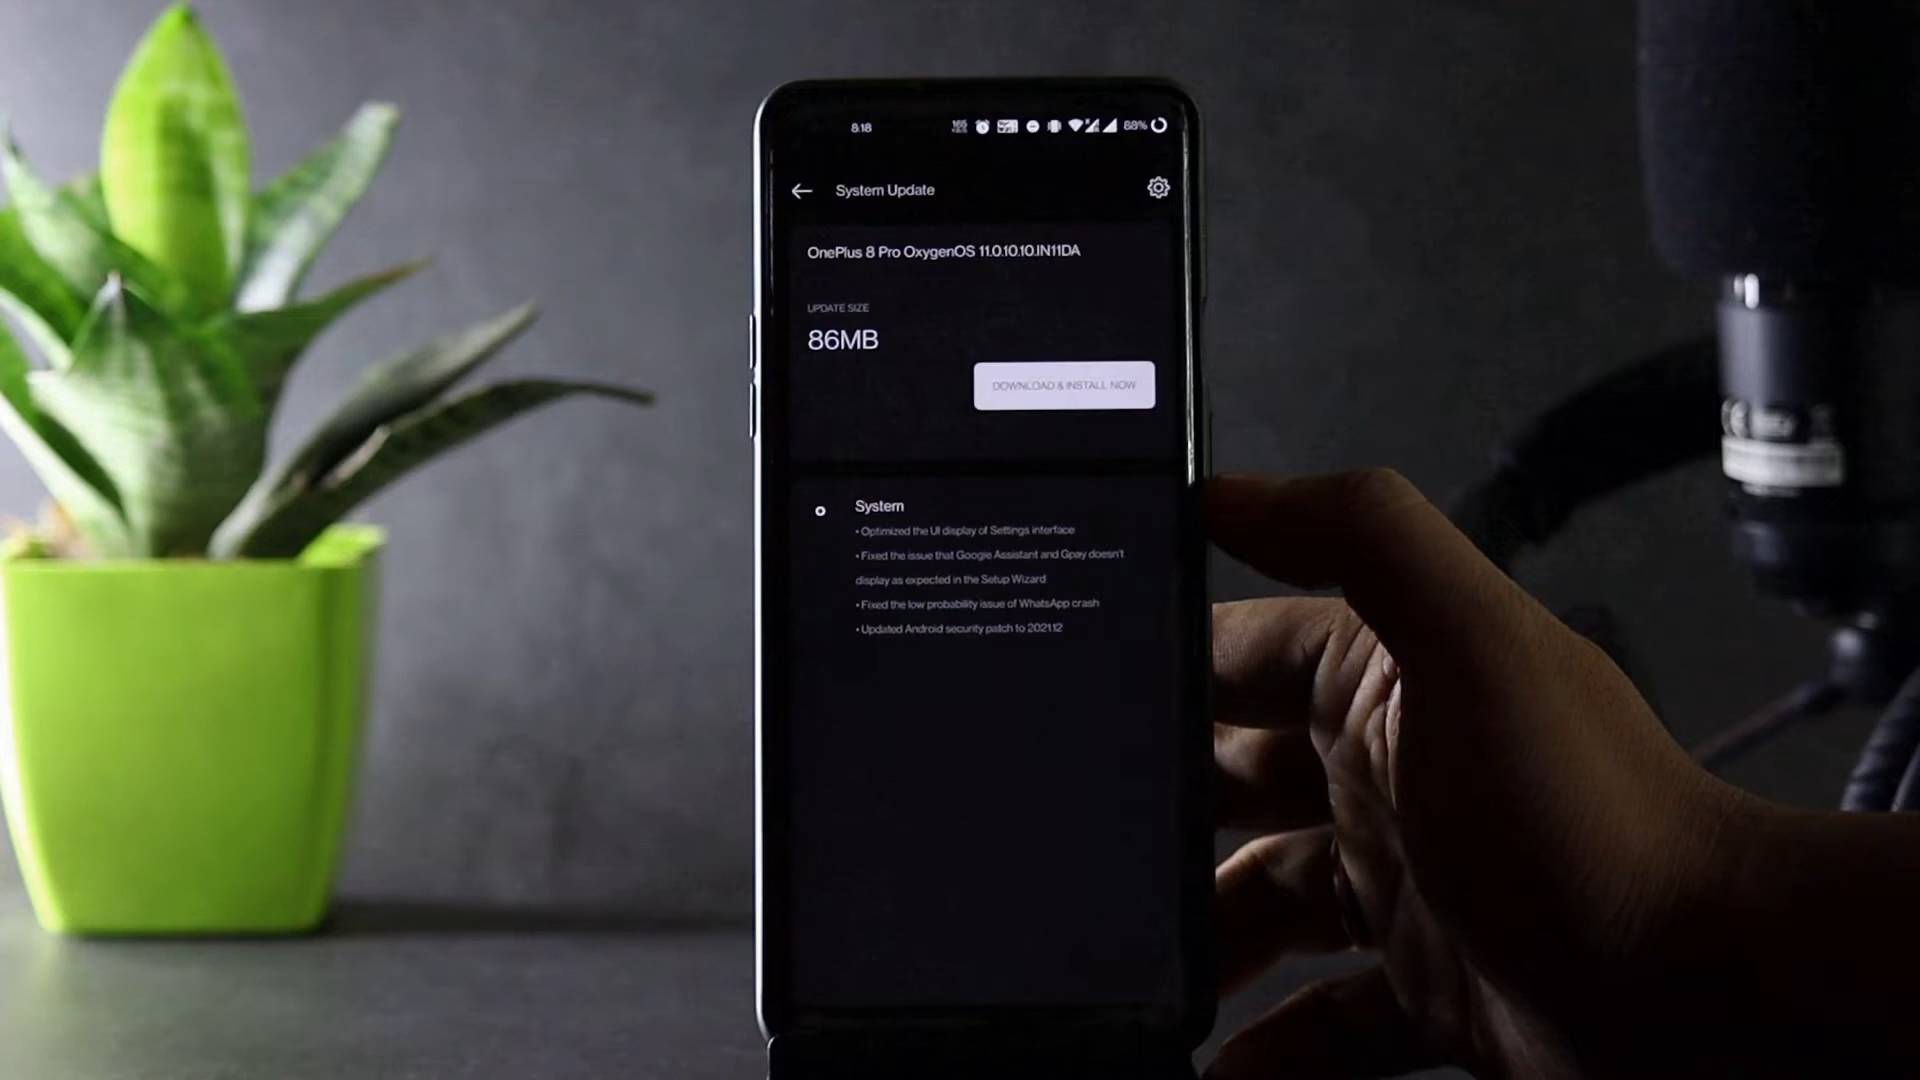 8.18
88%
System Update
OnePlus 8 Pro OxygenOS 11.0.10.10.IN11DA
UPDATE SIZE
86MB
DOWNLOAD & INSTALL NOW
System
• Optimized the UI display of Settings interface
• Fixed the issue that Google Assistant and Gpay doesn't
display as expected in the Setup Wizard
• Fixed the low probability issue of WhatsApp crash
• Updated Android security patch to 2021.12